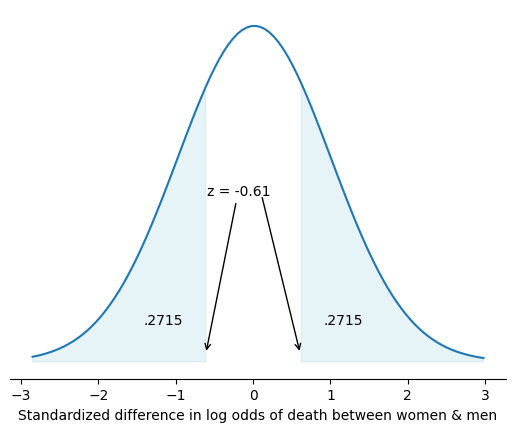 z = -0.61
.2715 .2715
−3 −2 −1 0 1 2 3
Standardized difference in log odds of death between women & men